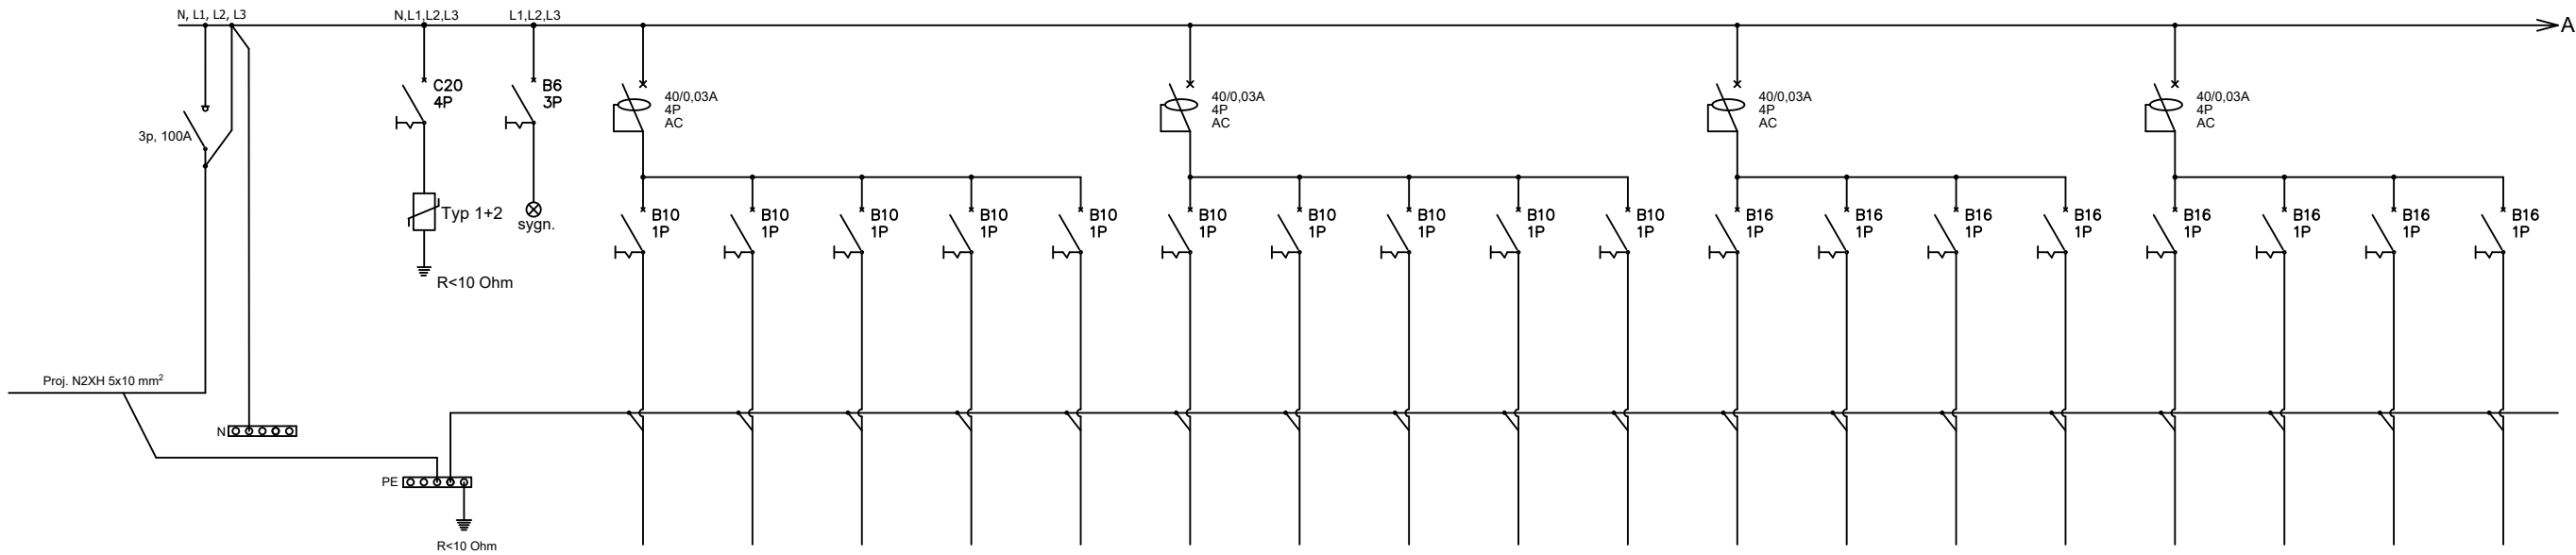 N, L1, L2, L3
N,L1,L2,L3
L1,L2,L3
A
3p, 100A
C20
4P
B6
3P
40/0,03A
4P
AC
40/0,03A
4P
AC
40/0,03A
4P
AC
40/0,03A
4P
AC
Typ 1+2
sygn.
R<10 Ohm
B10
1P
B10
1P
B10
1P
B10
1P
B10
1P
B10
1P
B10
1P
B10
1P
B10
1P
B10
1P
B16
1P
B16
1P
B16
1P
B16
1P
B16
1P
B16
1P
B16
1P
B16
1P
Proj. N2XH 5x10 mm²
N
PE
R<10 Ohm